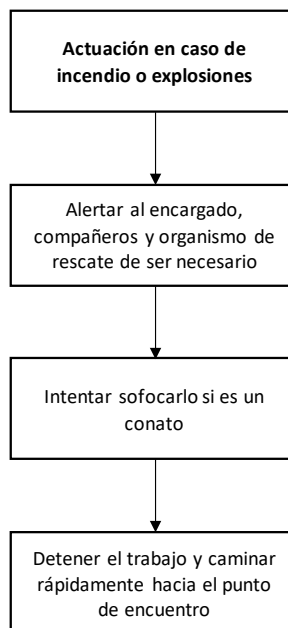 Actuación en caso de
incendio o explosiones
Alertar al encargado,
compañeros y organismo de
rescate de ser necesario
Intentar sofocarlo si es un
conato
Detener el trabajo y caminar
rápidamente hacia el punto
de encuentro